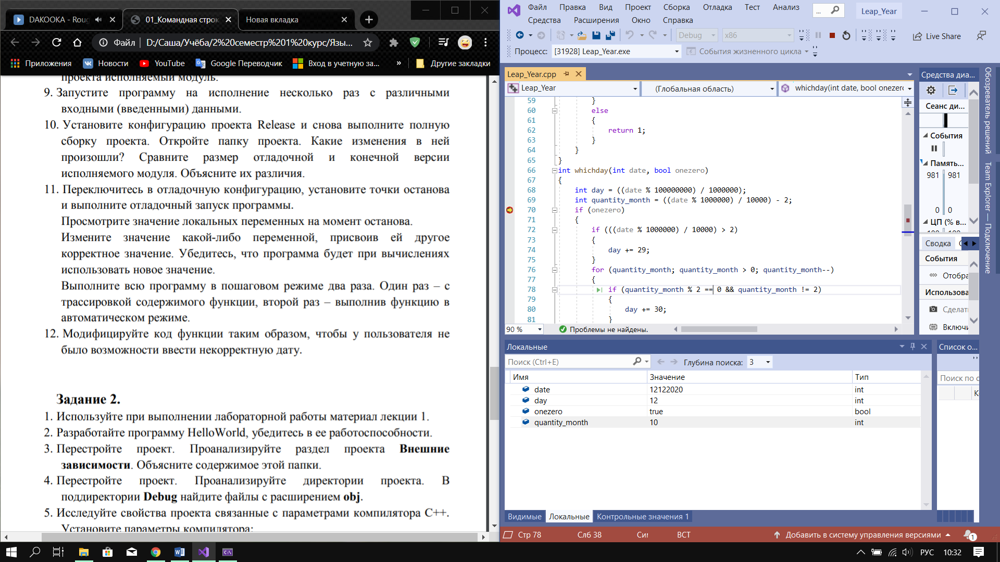 DAKOOKA - Roug
01_Командная строк
Новая вкладка
Файл
D:/Саша/Учёба/2%20семестр%201%20курс/Язы...
Приложения
Новости
YouTube
Google Переводчик
Вход в учетную за...
»
Другие закладки
проекта исполняемый модуль.
9. Запустите программу на исполнение несколько раз с различными
входными (введенными) данными.
10. Установите конфигурацию проекта Release и снова выполните полную
сборку проекта. Откройте папку проекта. Какие изменения в ней
произошли? Сравните размер отладочной и конечной версии
исполняемого модуля. Объясните их различия.
11. Переключитесь в отладочную конфигурацию, установите точки останова
и выполните отладочный запуск программы.
Просмотрите значение локальных переменных на момент останова.
Измените значение какой-либо переменной, присвоив ей другое
корректное значение. Убедитесь, что программа будет при вычислениях
использовать новое значение.
Выполните всю программу в пошаговом режиме два раза. Один раз – с
трассировкой содержимого функции, второй раз – выполнив функцию в
автоматическом режиме.
12. Модифицируйте код функции таким образом, чтобы у пользователя не
было возможности ввести некорректную дату.
Задание 2.
1. Используйте при выполнении лабораторной работы материал лекции 1.
2. Разработайте программу HelloWorld, убедитесь в ее работоспособности.
3. Перестройте проект. Проанализируйте раздел проекта Внешние
зависимости. Объясните содержимое этой папки.
4. Перестройте проект. Проанализируйте директории проекта. В
поддиректории Debug найдите файлы с расширением obj.
5. Исследуйте свойства проекта связанные с параметрами компилятора С++.
Установите параметры компилятора:
Файл Правка Вид Проект Сборка Отладка Тест Анализ
...
Leap_Year
Средства Расширения Окно Справка
Debug
x86
Live Share
Процесс: [31928] Leap_Year.exe
События жизненного цикла
Leap_Year.cpp
Leap_Year
(Глобальная область)
whichday(int date, bool onezero
59 }
60 else
61 {
62 return 1;
63 }
64 }
65 }
66 int whichday(int date, bool onezero)
67 {
68 int day = ((date % 100000000) / 1000000);
69 int quantity_month = ((date % 1000000) / 10000) - 2;
70 if (onezero)
71 {
72 if (((date % 1000000) / 10000) > 2)
73 {
74 day += 29;
75 }
76 for (quantity_month; quantity_month > 0; quantity_month--)
77 {
78 if (quantity_month % 2 == 0 && quantity_month != 2)
79 {
80 day += 30;
81 }
90 %
Проблемы не найдены.
Средства диа...
Сеанс ди...
События
Память...
981 981
0 0
ЦП (% в...
Сводка
События
Отобра
Использова
Сделать
Включи
Обозреватель решений
Team Explorer — Подключение
Локальные
Поиск (Ctrl+E)
Глубина поиска: 3
Имя Значение Тип
date 12122020 int
day 12 int
onezero true bool
quantity_month 10 int
Видимые Локальные Контрольные значения 1
Список о...
Поиск по с
К
Стр 78 Слб 38 ВСТ
Добавить в систему управления версиями
1
РУС 10:32